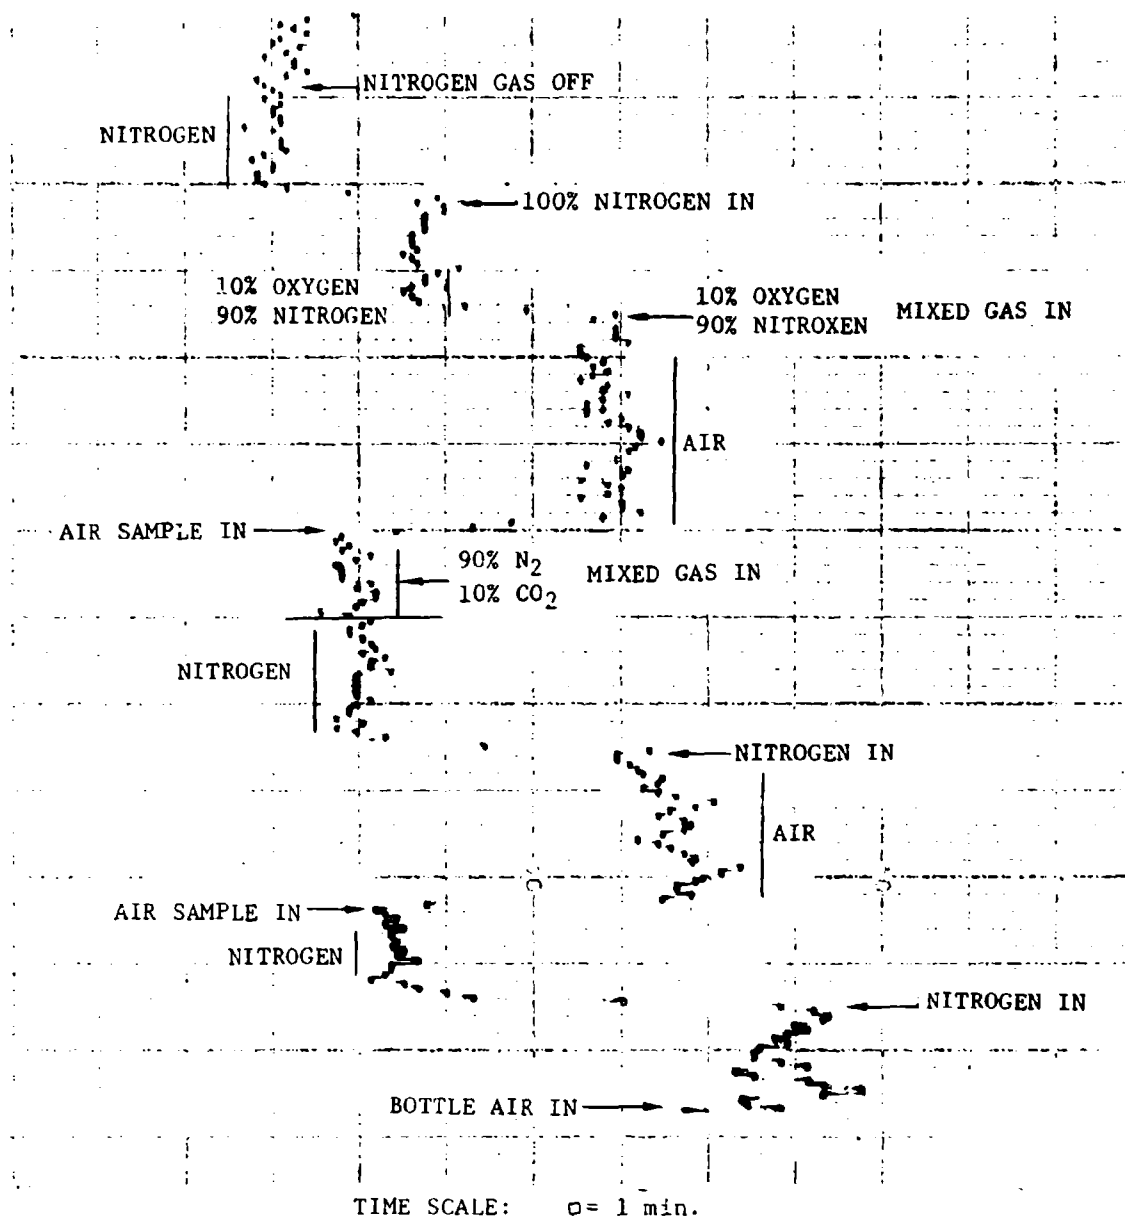 NITROGEN GAS OFF
NITROGEN
100% NITROGEN IN
10% OXYGEN
90% NITROGEN
10% OXYGEN
90% NITROXEN
MIXED GAS IN
AIR
AIR SAMPLE IN
90% N2
10% CO2
MIXED GAS IN
NITROGEN
NITROGEN IN
AIR
AIR SAMPLE IN
NITROGEN
NITROGEN IN
BOTTLE AIR IN
TIME SCALE: □= 1 min.